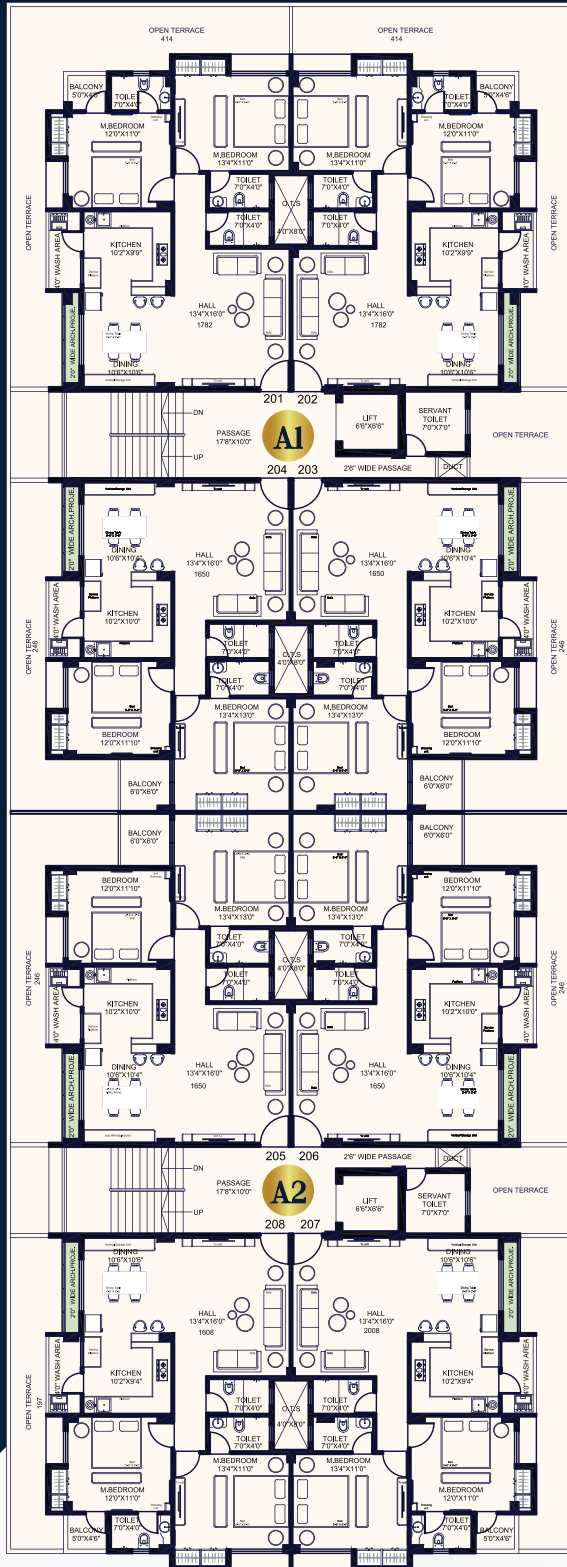 OPEN TERRACE
414
OPEN TERRACE
414
BALCONY
5'0"X4'6"
TOILET
7'0"X4'0"
TOILET
7'0"X4'0"
BALCONY
5'0"X4'6"
M.BEDROOM
12'0"X11'0"
M.BEDROOM
13'4"X11'0"
M.BEDROOM
13'4"X11'0"
M.BEDROOM
12'0"X11'0"
TOILET
7'0"X4'0"
O.T.S
4'0"X8'0"
TOILET
7'0"X4'0"
TOILET
7'0"X4'0"
TOILET
7'0"X4'0"
OPEN TERRACE
4'0" WASH AREA
KITCHEN
10'2"X9'9"
KITCHEN
10'2"X9'9"
4'0" WASH AREA
OPEN TERRACE
HALL
13'4"X16'0"
1782
HALL
13'4"X16'0"
1782
2'0" WIDE ARCH.PROJE.
DINING
10'6"X10'6"
DINING
10'6"X10'6"
2'0" WIDE ARCH.PROJE.
201 202
DN
UP
PASSAGE
17'8"X10'0"
A1
LIFT
6'6"X6'6"
SERVANT
TOILET
7'0"X7'0"
OPEN TERRACE
204 203
2'6" WIDE PASSAGE
DUCT
2'0" WIDE ARCH.PROJE.
DINING
10'6"X10'4"
HALL
13'4"X16'0"
1650
HALL
13'4"X16'0"
1650
DINING
10'6"X10'4"
2'0" WIDE ARCH.PROJE.
4'0" WASH AREA
KITCHEN
10'2"X10'0"
KITCHEN
10'2"X10'0"
4'0" WASH AREA
OPEN TERRACE
246
TOILET
7'0"X4'0"
O.T.S
4'0"X8'0"
TOILET
7'0"X4'0"
OPEN TERRACE
246
TOILET
7'0"X4'0"
TOILET
7'0"X4'0"
BEDROOM
12'0"X11'10"
M.BEDROOM
13'4"X13'0"
M.BEDROOM
13'4"X13'0"
BEDROOM
12'0"X11'10"
BALCONY
6'0"X6'0"
BALCONY
6'0"X6'0"
BALCONY
6'0"X6'0"
BALCONY
6'0"X6'0"
BEDROOM
12'0"X11'10"
M.BEDROOM
13'4"X13'0"
M.BEDROOM
13'4"X13'0"
BEDROOM
12'0"X11'10"
TOILET
7'0"X4'0"
O.T.S
4'0"X8'0"
TOILET
7'0"X4'0"
OPEN TERRACE
246
TOILET
7'0"X4'0"
TOILET
7'0"X4'0"
OPEN TERRACE
246
4'0" WASH AREA
KITCHEN
10'2"X10'0"
KITCHEN
10'2"X10'0"
4'0" WASH AREA
2'0" WIDE ARCH.PROJE.
DINING
10'6"X10'4"
HALL
13'4"X16'0"
1650
HALL
13'4"X16'0"
1650
DINING
10'6"X10'4"
2'0" WIDE ARCH.PROJE.
205 206
2'6" WIDE PASSAGE
DUCT
DN
UP
PASSAGE
17'8"X10'0"
A2
LIFT
6'6"X6'6"
SERVANT
TOILET
7'0"X7'0"
OPEN TERRACE
208 207
2'0" WIDE ARCH.PROJE.
DINING
10'6"X10'6"
HALL
13'4"X16'0"
1608
HALL
13'4"X16'0"
2008
DINING
10'6"X10'6"
2'0" WIDE ARCH.PROJE.
4'0" WASH AREA
KITCHEN
10'2"X9'4"
KITCHEN
10'2"X9'4"
4'0" WASH AREA
OPEN TERRACE
197
TOILET
7'0"X4'0"
O.T.S
4'0"X8'0"
TOILET
7'0"X4'0"
TOILET
7'0"X4'0"
TOILET
7'0"X4'0"
M.BEDROOM
12'0"X11'0"
M.BEDROOM
13'4"X11'0"
M.BEDROOM
13'4"X11'0"
M.BEDROOM
12'0"X11'0"
BALCONY
5'0"X4'6"
TOILET
7'0"X4'0"
TOILET
7'0"X4'0"
BALCONY
5'0"X4'6"